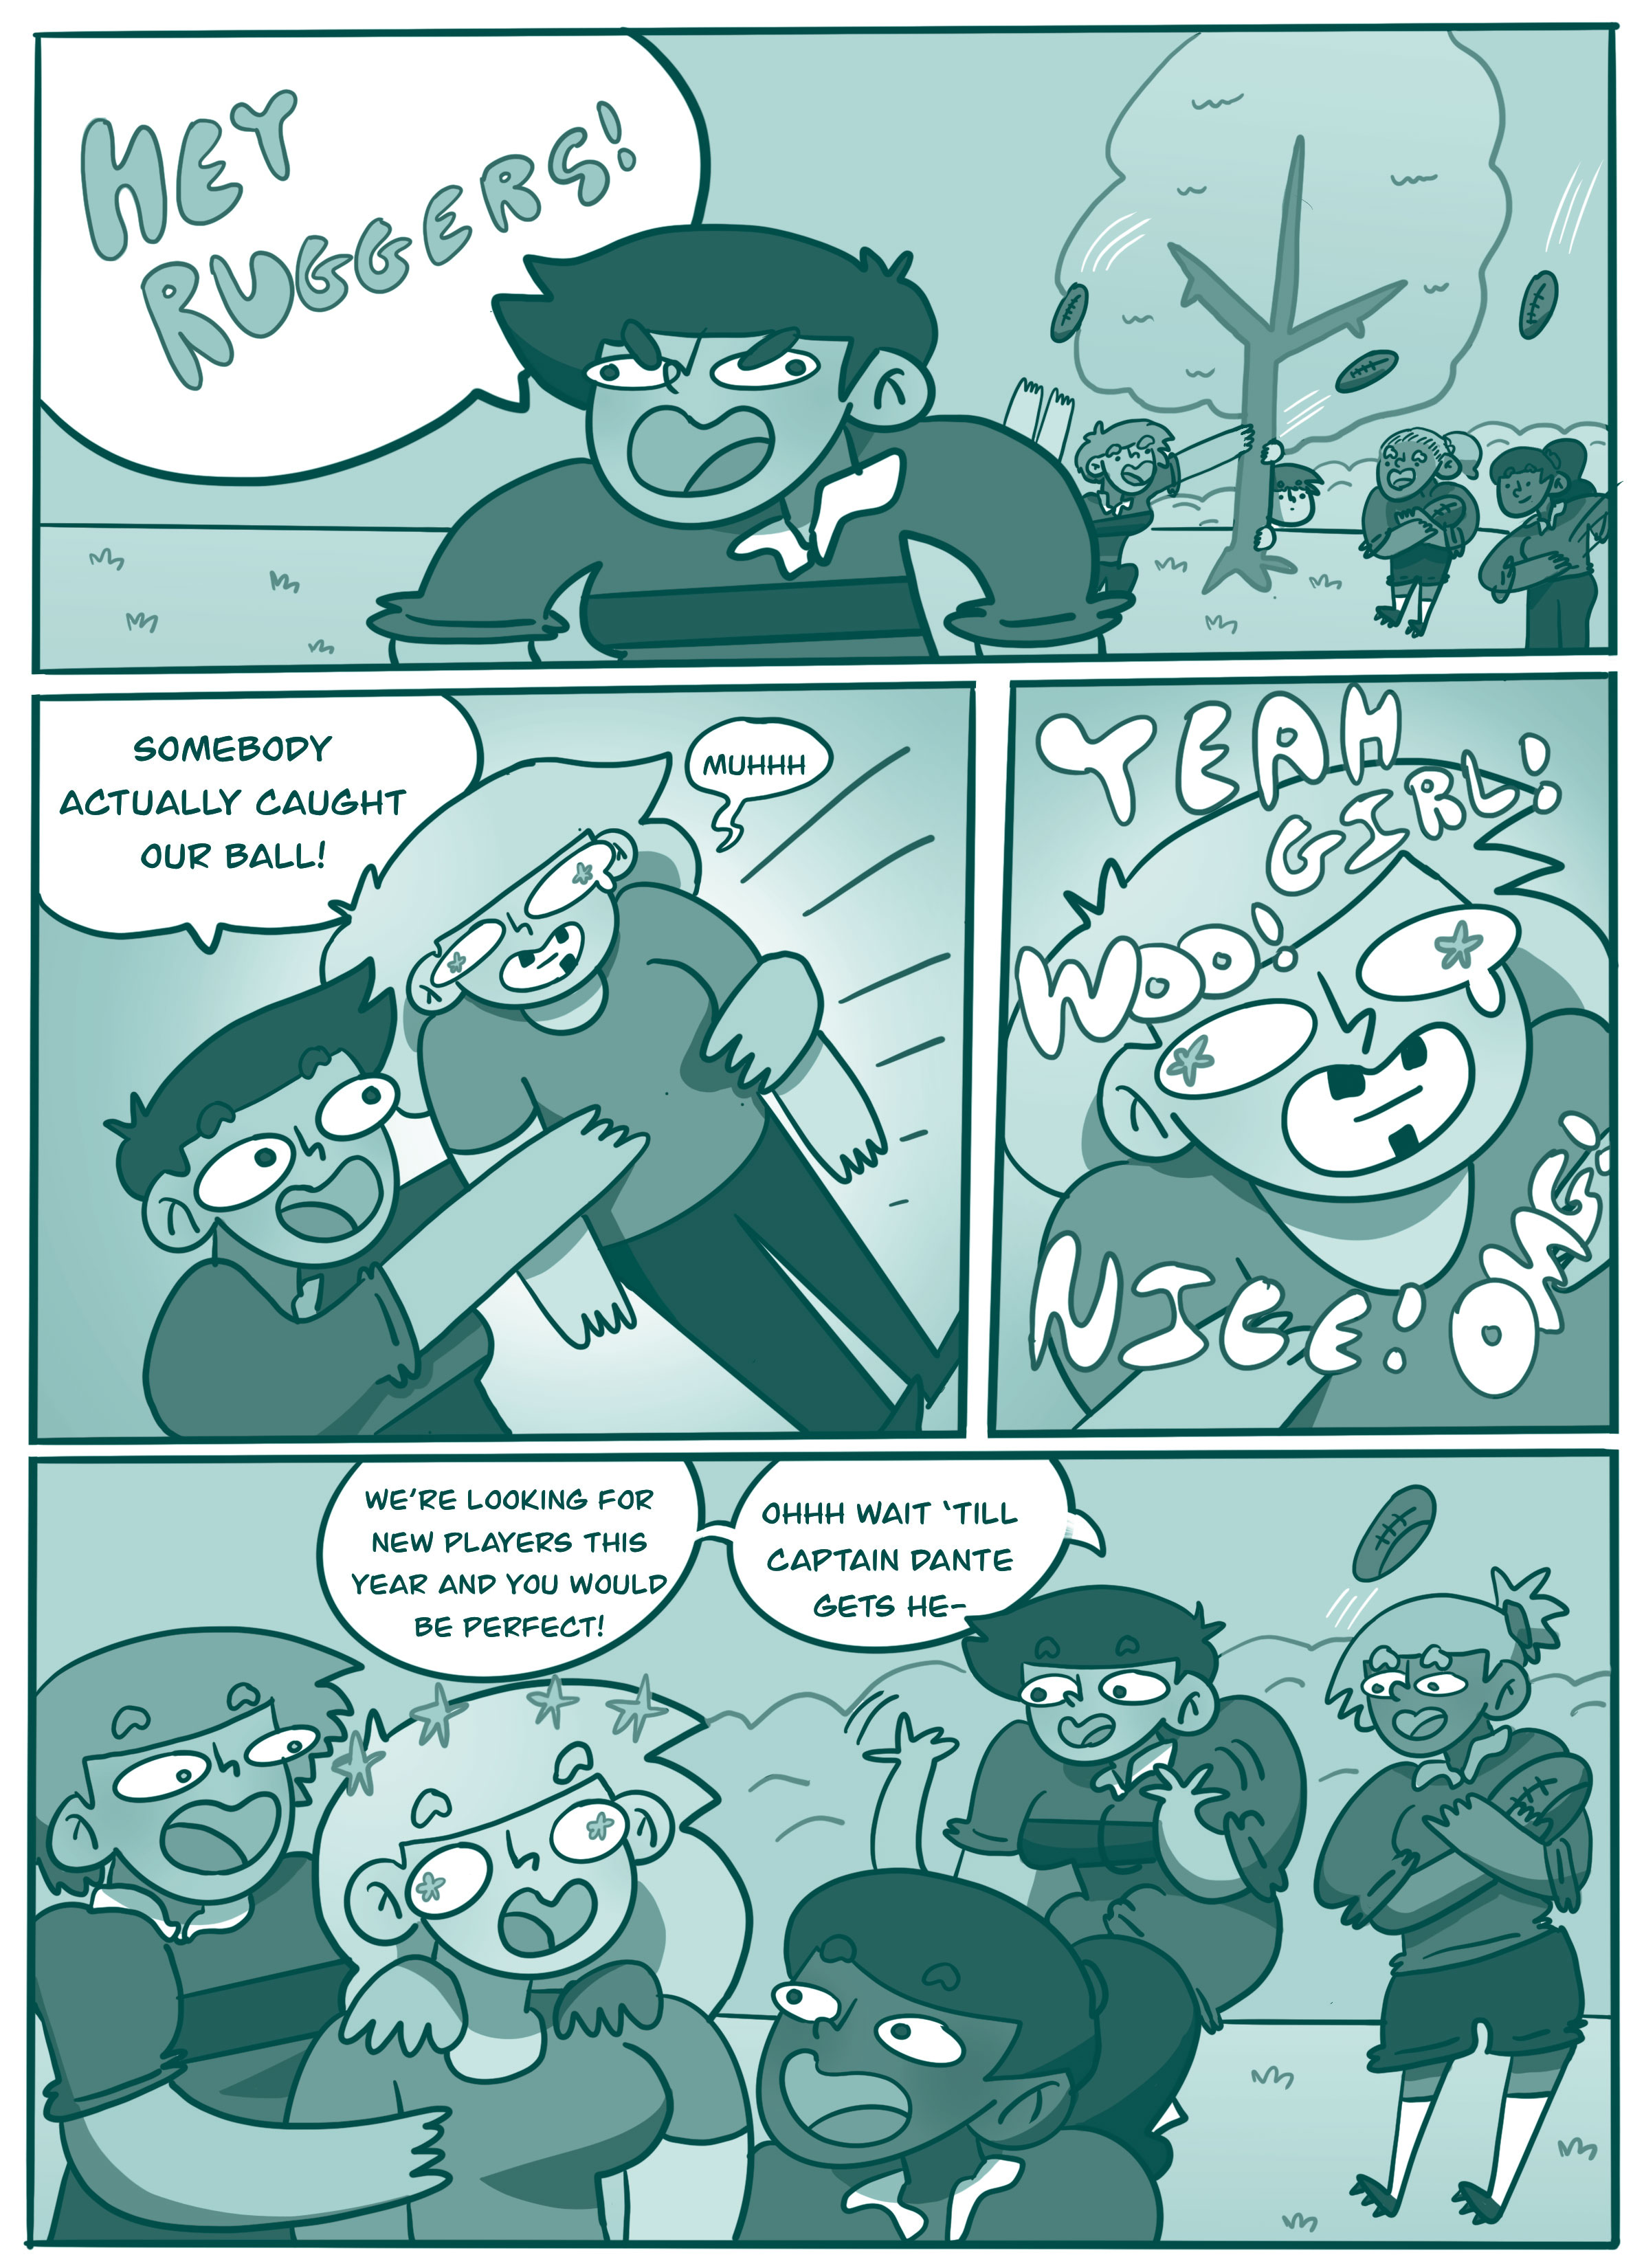 HEY
RUGGERS!
SOMEBODY
ACTUALLY CAUGHT
OUR BALL!
MUHHH
YEAH
GIRL!
WOO!
NICE!
OMG!
WE'RE LOOKING FOR
NEW PLAYERS THIS
YEAR AND YOU WOULD
BE PERFECT!
OHHH WAIT 'TILL
CAPTAIN DANTE
GETS HE-